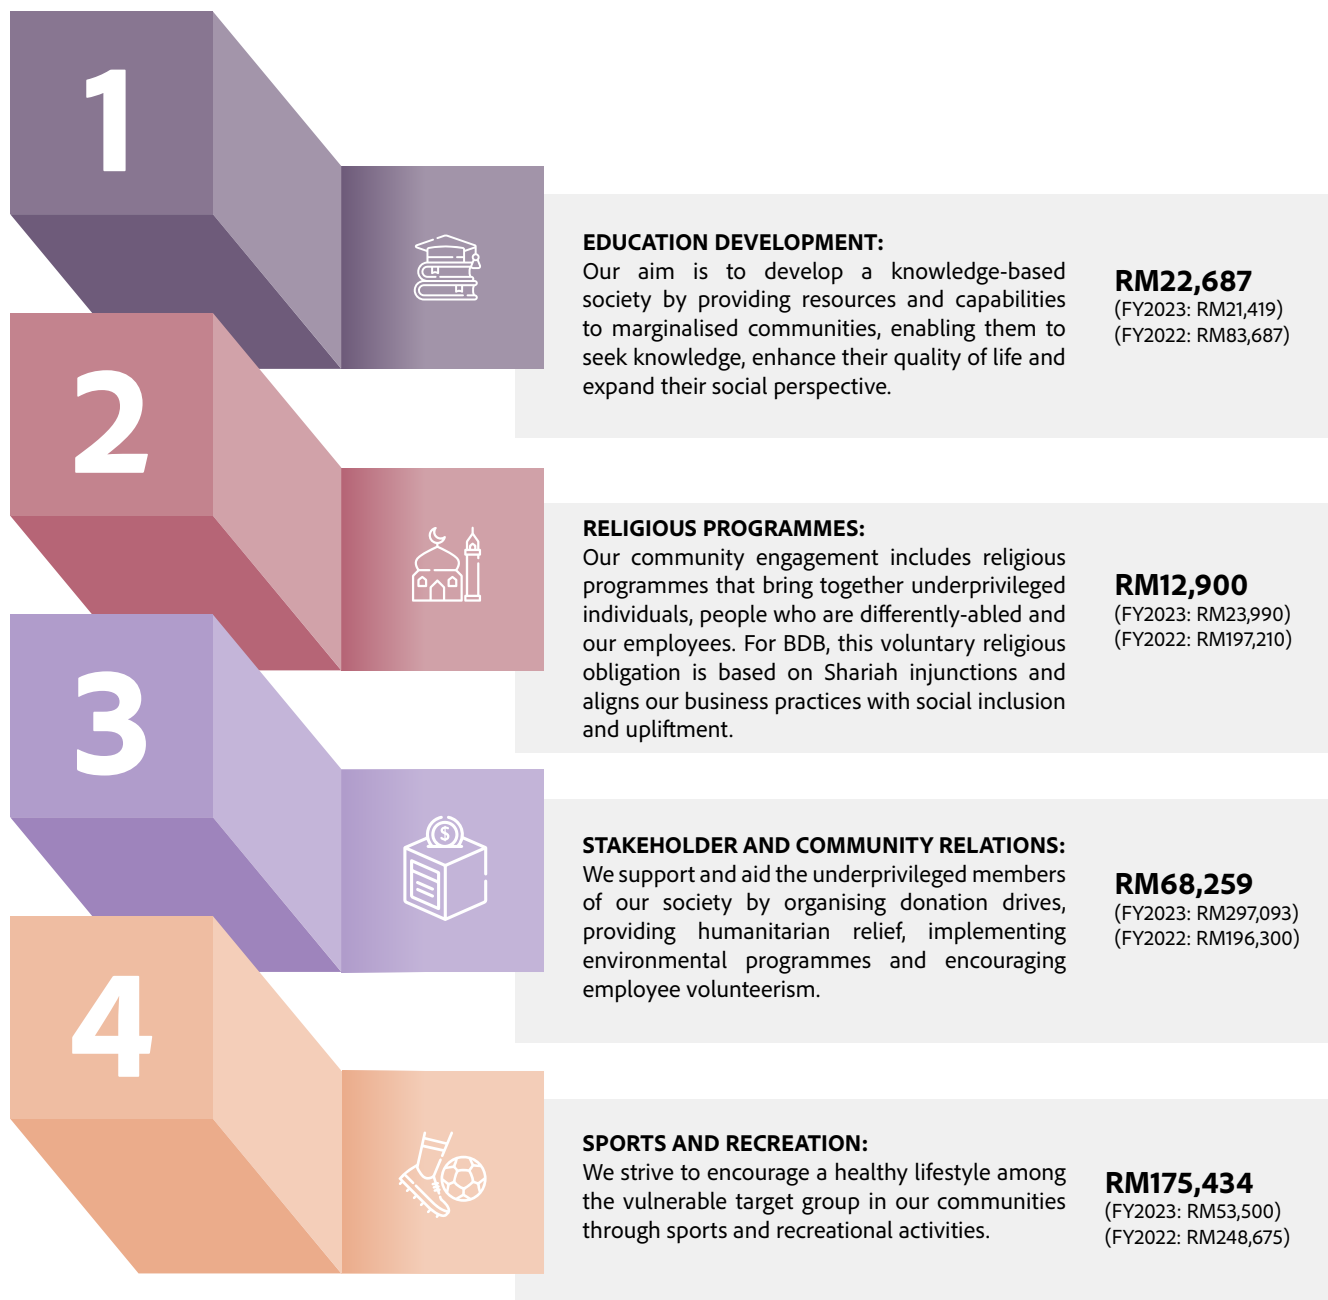 1
EDUCATION DEVELOPMENT:
Our aim is to develop a knowledge-based
society by providing resources and capabilities
to marginalised communities, enabling them to
seek knowledge, enhance their quality of life and
expand their social perspective.
RM22,687
(FY2023: RM21,419)
(FY2022: RM83,687)
2
RELIGIOUS PROGRAMMES:
Our community engagement includes religious
programmes that bring together underprivileged
individuals, people who are differently-abled and
our employees. For BDB, this voluntary religious
obligation is based on Shariah injunctions and
aligns our business practices with social inclusion
and upliftment.
RM12,900
(FY2023: RM23,990)
(FY2022: RM197,210)
3
$
STAKEHOLDER AND COMMUNITY RELATIONS:
We support and aid the underprivileged members
of our society by organising donation drives,
providing humanitarian relief, implementing
environmental programmes and encouraging
employee volunteerism.
RM68,259
(FY2023: RM297,093)
(FY2022: RM196,300)
4
SPORTS AND RECREATION:
We strive to encourage a healthy lifestyle among
the vulnerable target group in our communities
through sports and recreational activities.
RM175,434
(FY2023: RM53,500)
(FY2022: RM248,675)